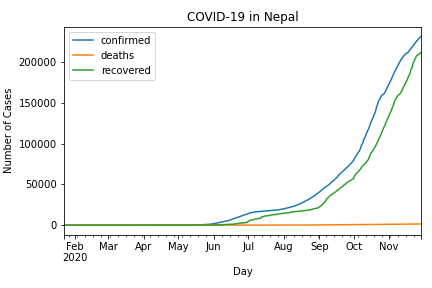 COVID-19 in Nepal
confirmed
deaths
recovered
Number of Cases
200000
150000
100000
50000
0
Feb Mar Apr May Jun Jul Aug Sep Oct Nov
2020
Day